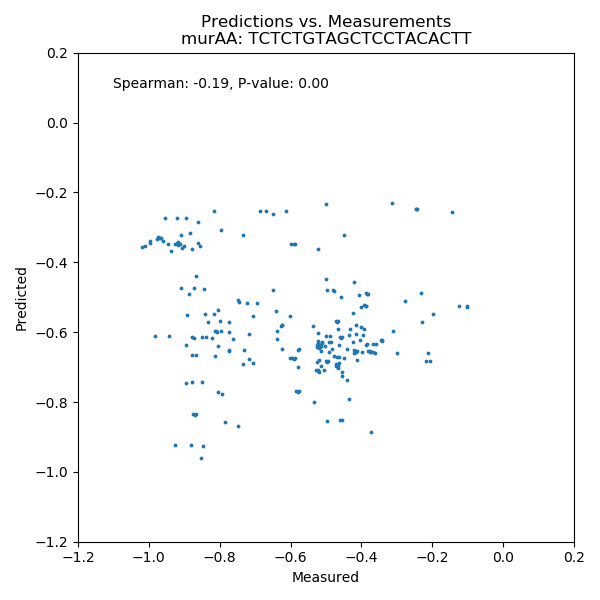 Predictions vs. Measurements
murAA: TCTCTGTAGCTCCTACACTT
Spearman: -0.19, P-value: 0.00
0.2
0.0
−0.2
−0.4
−0.6
−0.8
−1.0
−1.2
Predicted
−1.2 −1.0 −0.8 −0.6 −0.4 −0.2 0.0 0.2
Measured